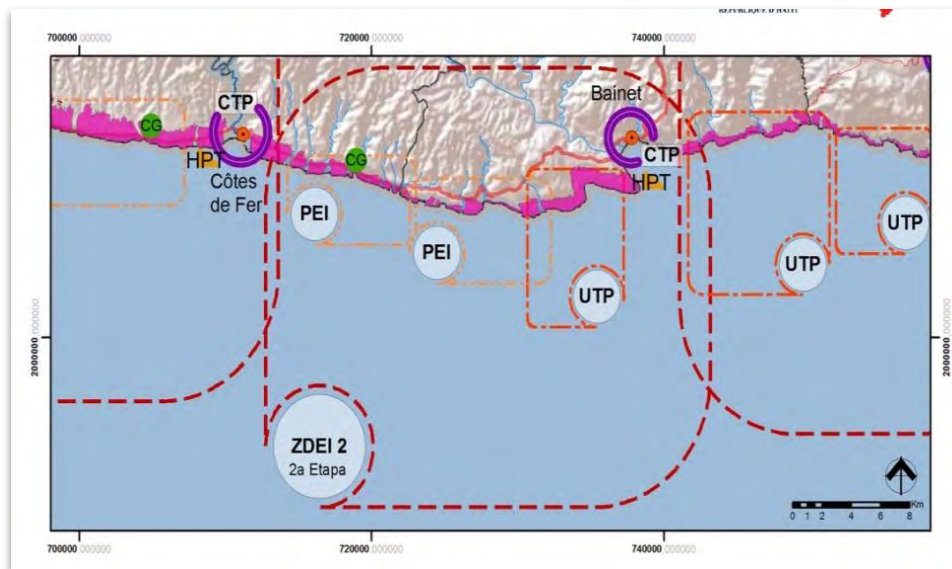 REPUBLIQUE D'HAITI
700000.000000
720000.000000
740000.000000
CTP
Bainet
CG
CTP
HPT
CG
HPT
Côtes
de Fer
PEI
PEI
UTP
UTP
UTP
2000000.000000
2000000.000000
ZDEI 2
2a Etapa
Km
0 1 2 4 6 8
700000.000000
720000.000000
740000.000000